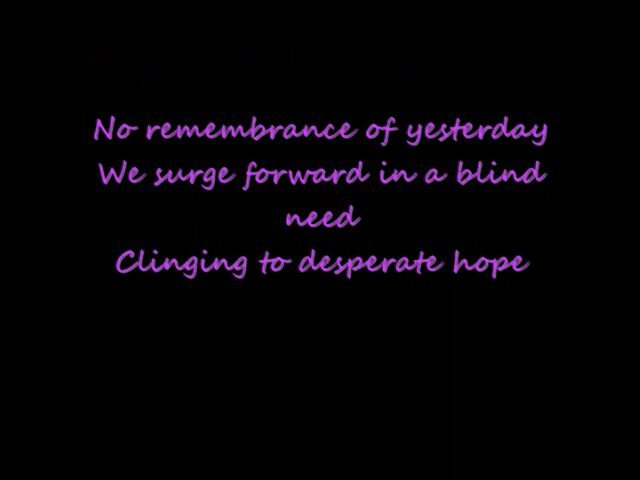 No remembrance of yesterday
We surge forward in a blind
need
Clinging to desperate hope